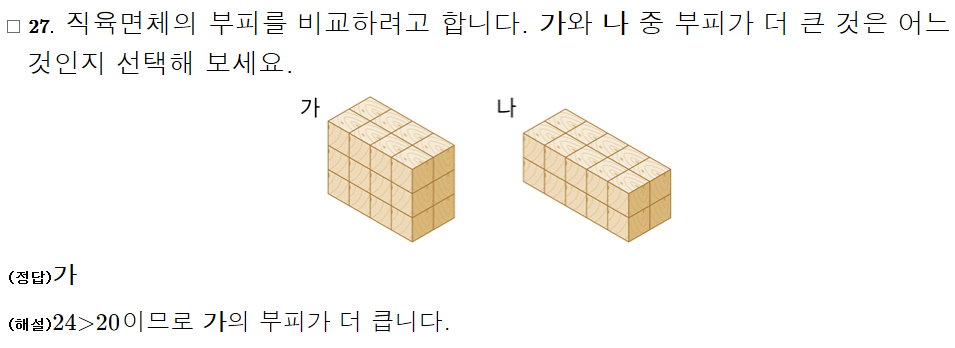 □ 27. 직육면체의 부피를 비교하려고 합니다. 가와 나 중 부피가 더 큰 것은 어느
것인지 선택해 보세요.
가 나
(정답)가
(해설)24>20이므로 가의 부피가 더 큽니다.